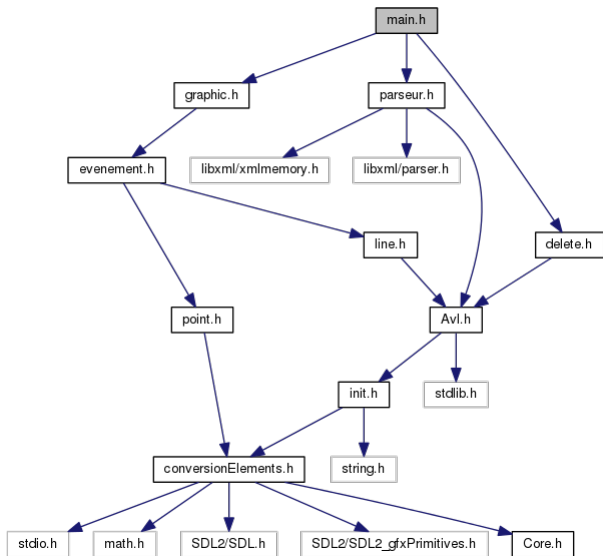 main.h
graphic.h
parseur.h
evenement.h
libxml/xmlmemory.h
libxml/parser.h
line.h
delete.h
point.h
Avl.h
init.h
stdlib.h
conversionElements.h
string.h
stdio.h
math.h
SDL2/SDL.h
SDL2/SDL2_gfxPrimitives.h
Core.h